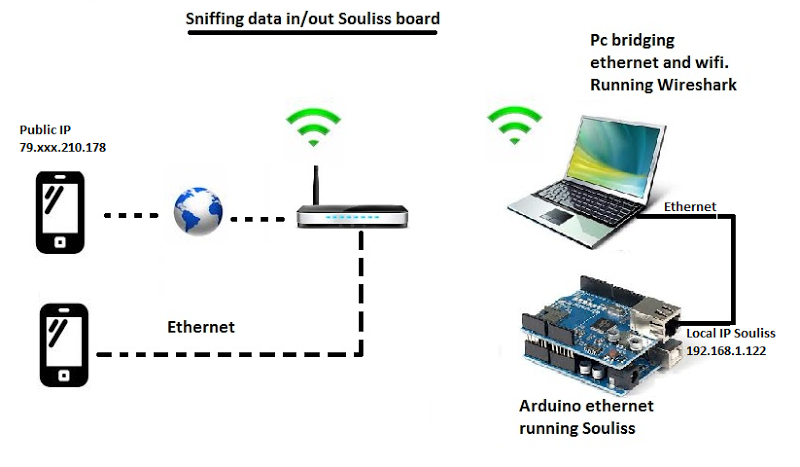 Sniffing data in/out Souliss board
Pc bridging
ethernet and wifi.
Running Wireshark
Public IP
79.xxx.210.178
Ethernet
Ethernet
Local IP Souliss
192.168.1.122
Arduino ethernet
running Souliss